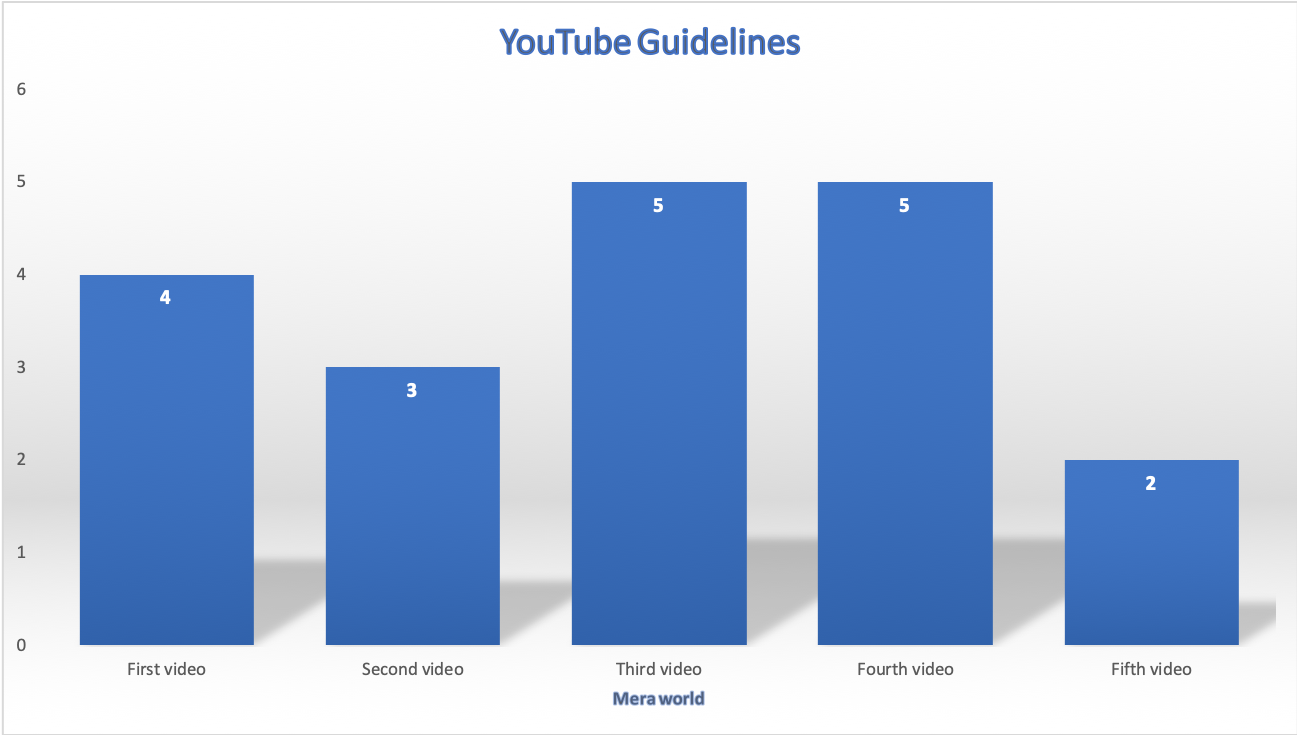 YouTube Guidelines
6
5
4
3
2
1
0
4
3
5
5
2
First video
Second video
Third video
Fourth video
Fifth video
Mera world